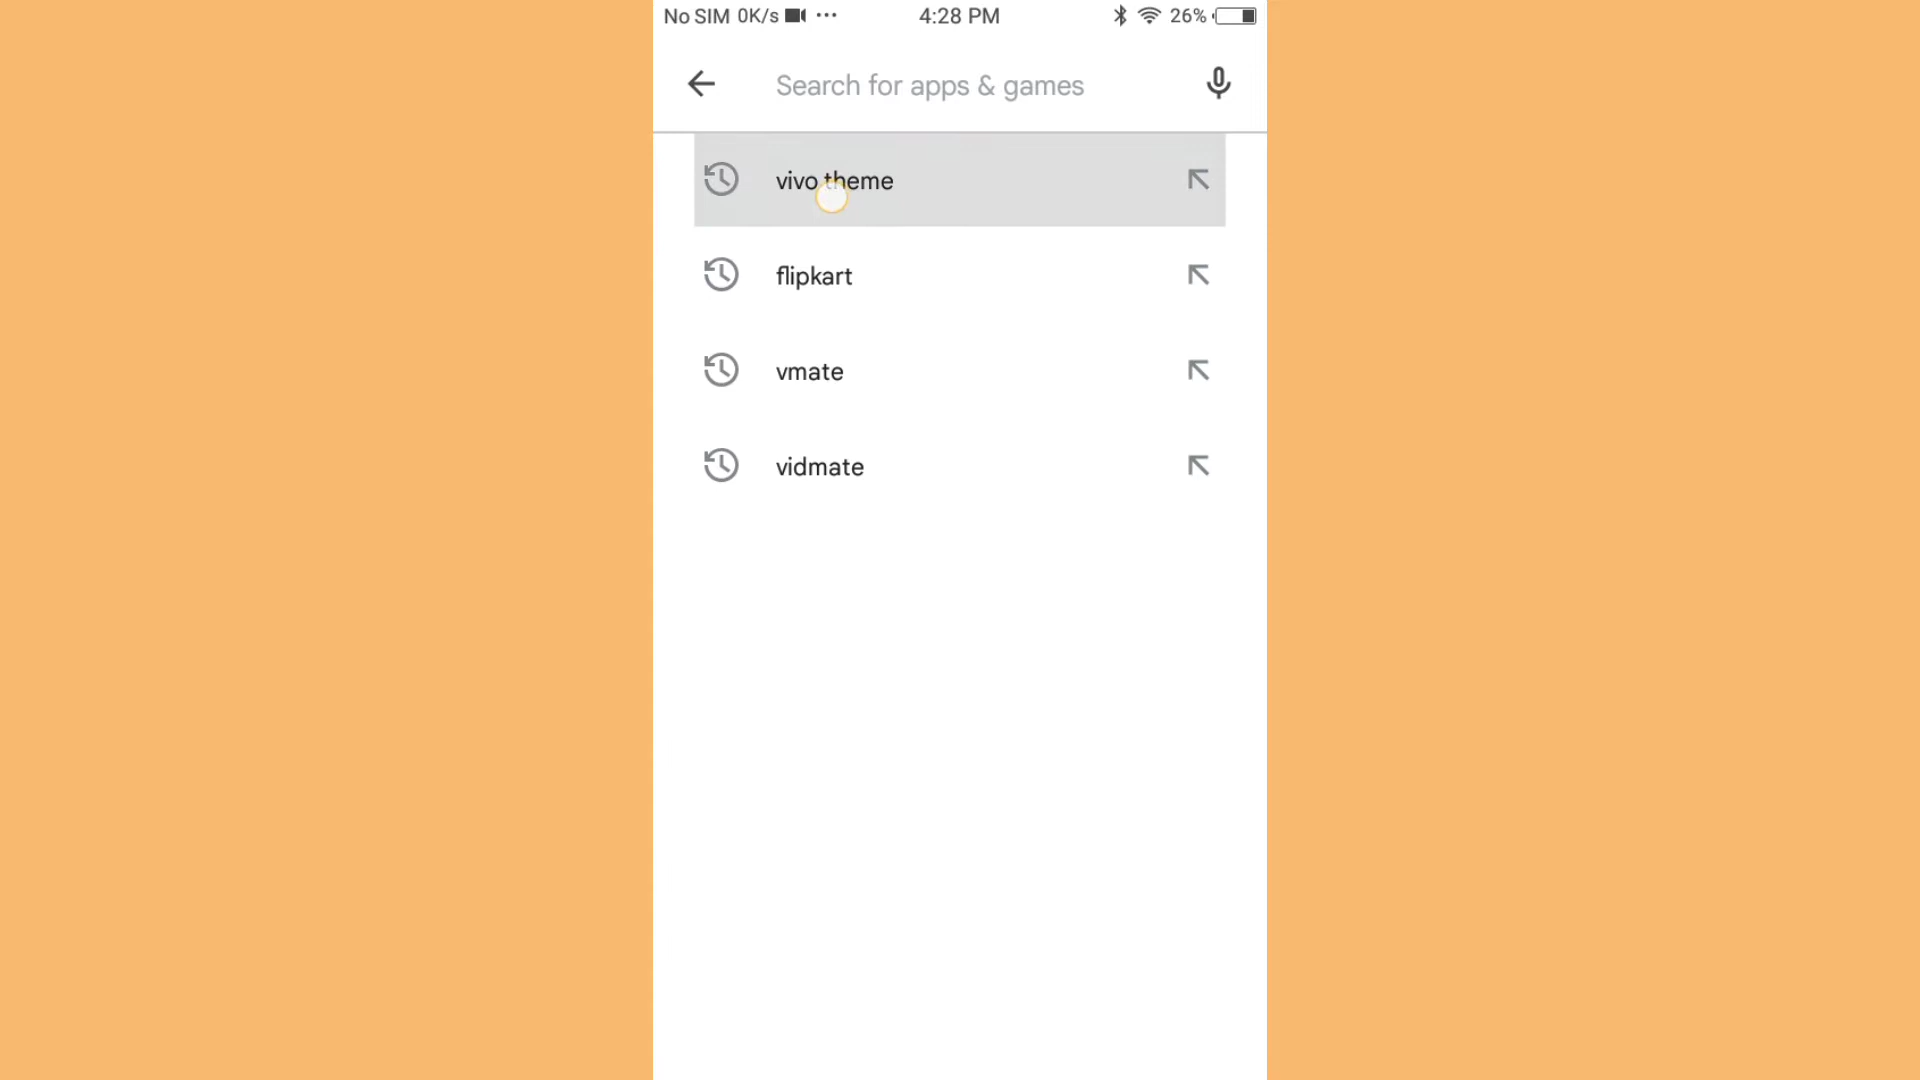 No SIM 0K/s ... 4:28 PM 26%
Search for apps & games
vivo theme
flipkart
vmate
vidmate